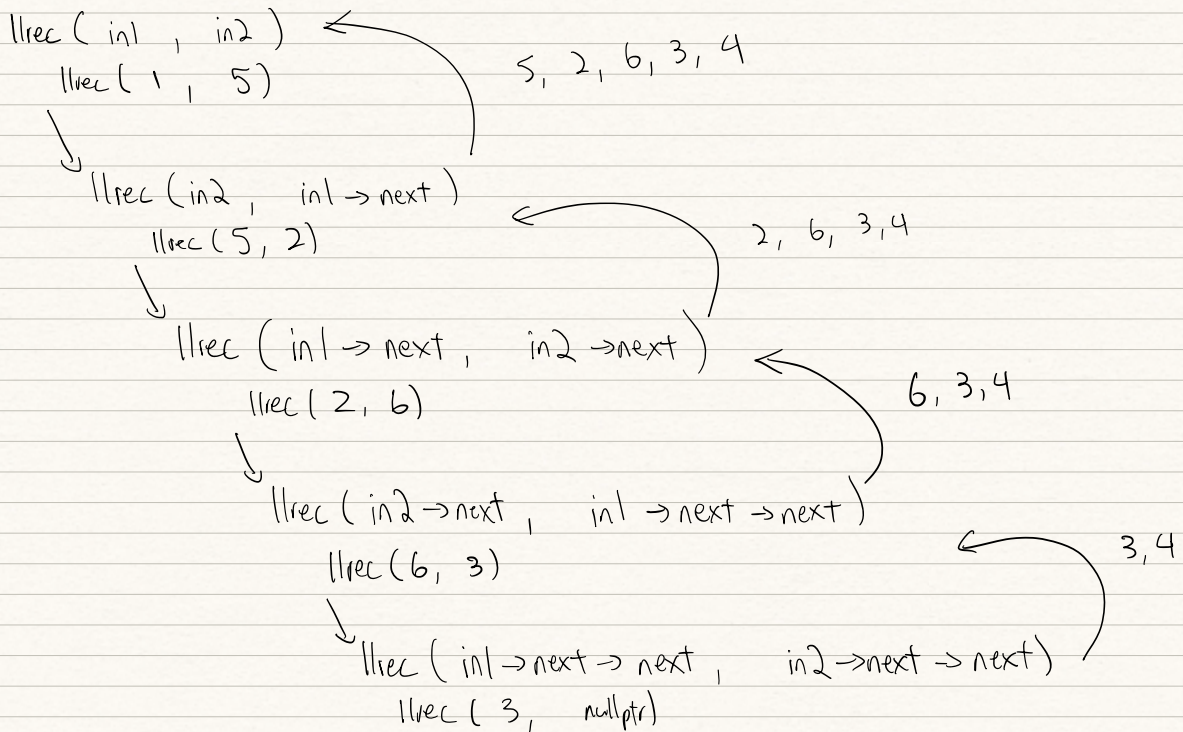 llrec ( in1 , in2 )
5, 2, 6, 3, 4
llrec ( 1 , 5)
llrec (in2 , in1 → next )
2, 6, 3,4
llrec ( 5, 2)
llrec ( in1 → next , in2 → next )
6, 3,4
llrec ( 2, 6)
llrec ( in2 → next , in1 → next → next )
3,4
llrec (6, 3)
llrec ( in1 → next → next , in2 → next → next )
llrec ( 3, nullptr)